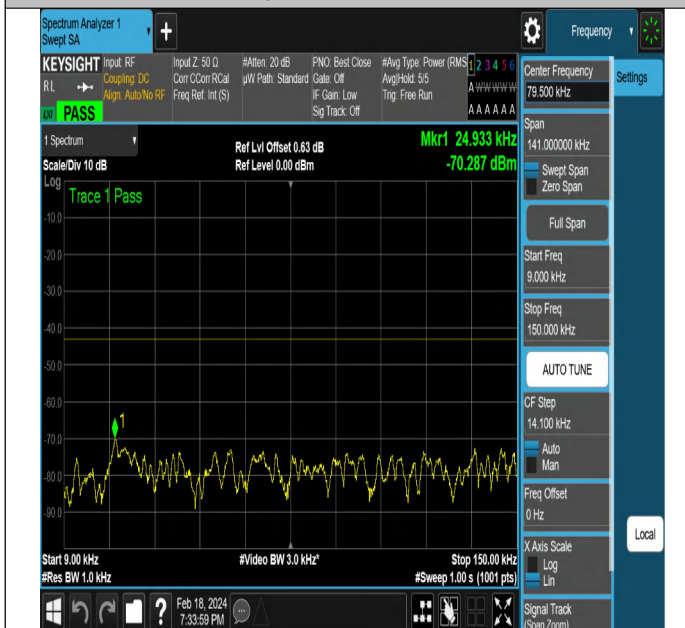 Spectrum Analyzer 1
Swept SA
+
Frequency
KEYSIGHT
RL
LXI
PASS
Input: RF
Coupling: DC
Align: Auto/No RF
Input Z: 50 Ω
Corr CCorr RCal
Freq Ref: Int (S)
#Atten: 20 dB
µW Path: Standard
PNO: Best Close
Gate: Off
IF Gain: Low
Sig Track: Off
#Avg Type: Power (RMS
Avg|Hold: 5/5
Trig: Free Run
1 2 3 4 5 6
A W W W W W
A A A A A A
1 Spectrum
Scale/Div 10 dB
Ref Lvl Offset 0.63 dB
Ref Level 0.00 dBm
Mkr1 24.933 kHz
-70.287 dBm
Log
Trace 1 Pass
-10.0
-20.0
-30.0
-40.0
-50.0
-60.0
-70.0
-80.0
-90.0
1
Start 9.00 kHz
#Res BW 1.0 kHz
#Video BW 3.0 kHz*
Stop 150.00 kHz
#Sweep 1.00 s (1001 pts)
?
Feb 18, 2024
7:33:59 PM
Center Frequency
79.500 kHz
Settings
Span
141.000000 kHz
Swept Span
Zero Span
Full Span
Start Freq
9.000 kHz
Stop Freq
150.000 kHz
AUTO TUNE
CF Step
14.100 kHz
Auto
Man
Freq Offset
0 Hz
Local
X Axis Scale
Log
Lin
Signal Track
(Span Zoom)